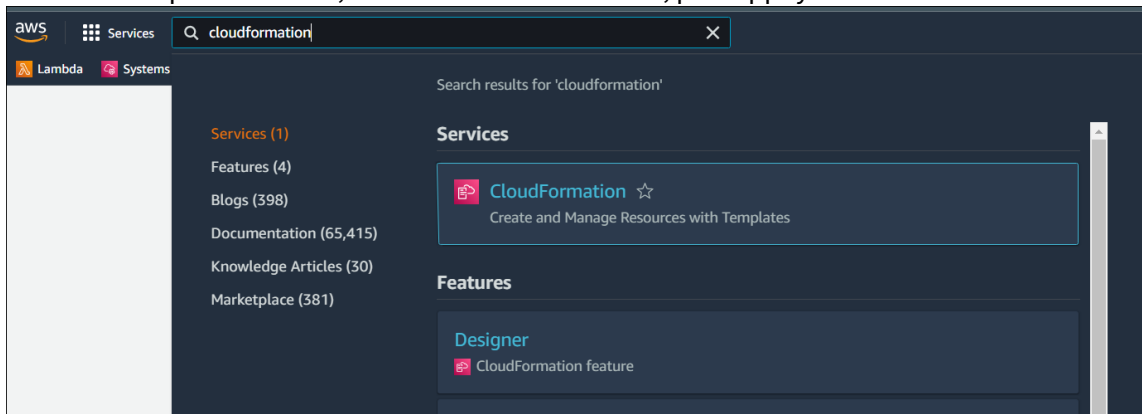 aws
Services
cloudformation
Lambda
Systems
Search results for 'cloudformation'
Services (1)
Features (4)
Blogs (398)
Documentation (65,415)
Knowledge Articles (30)
Marketplace (381)
Services
CloudFormation
Create and Manage Resources with Templates
Features
Designer
CloudFormation feature